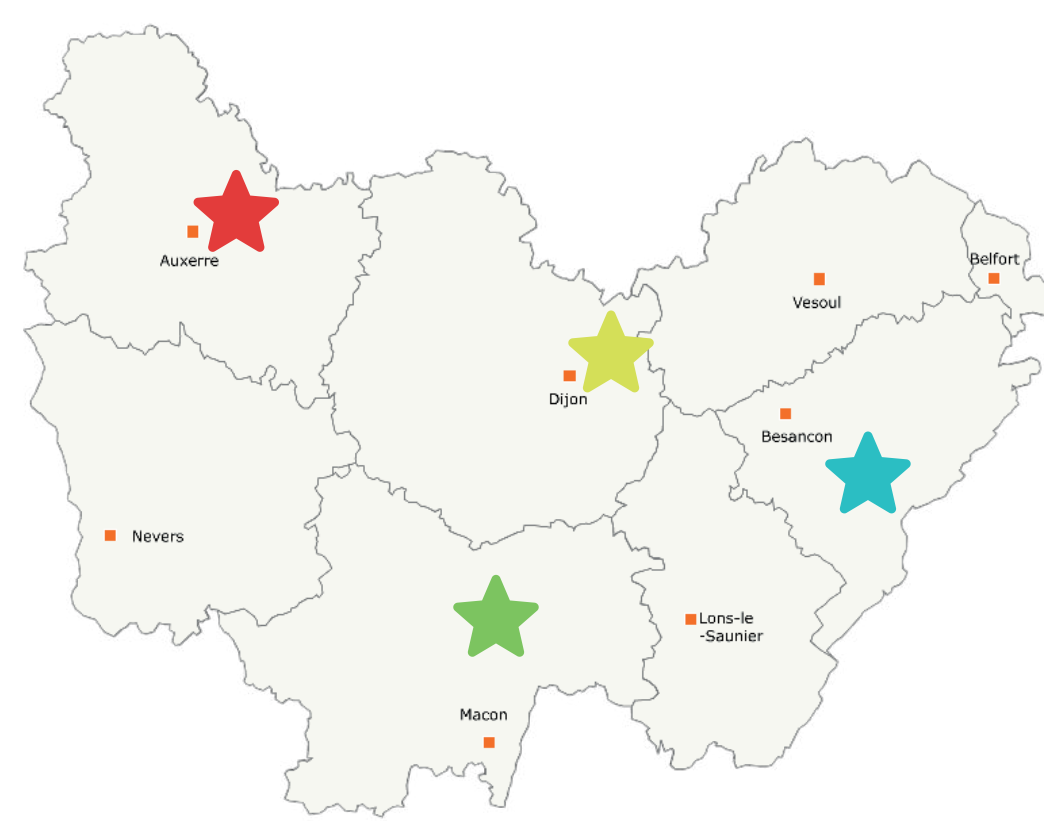 Auxerre
Belfort
Vesoul
Dijon
Besancon
Nevers
Lons-le
-Saunier
Macon